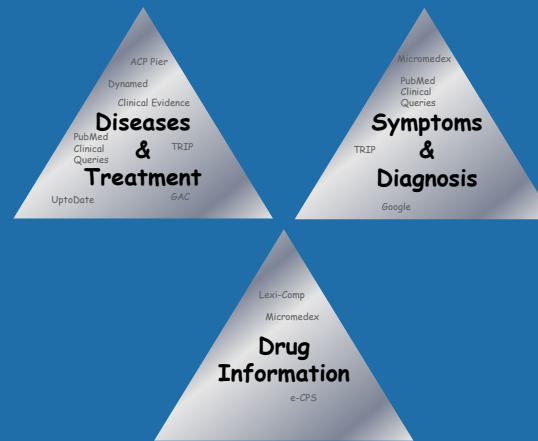 ACP Pier
Dynamed
Clinical Evidence
Diseases
&
Treatment
PubMed
Clinical
Queries
TRIP
UptoDate
GAC
Micromedex
PubMed
Clinical
Queries
Symptoms
&
Diagnosis
TRIP
Google
Lexi-Comp
Micromedex
Drug
Information
e-CPS